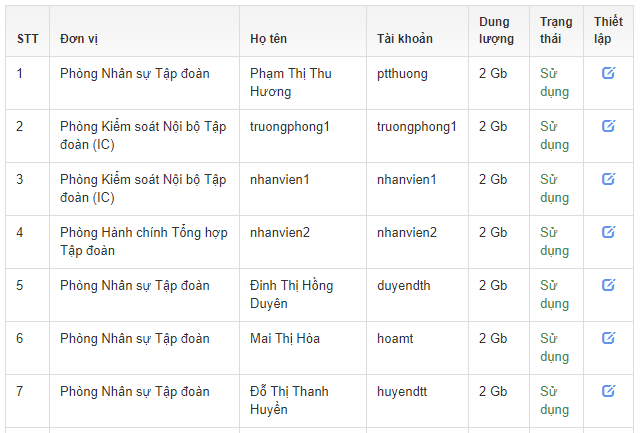 STT Đơn vị Họ tên Tài khoản Dung lượng Trạng thái Thiết lập
1 Phòng Nhân sự Tập đoàn Phạm Thị Thu Hương ptthuong 2 Gb Sử dụng
2 Phòng Kiểm soát Nội bộ Tập đoàn (IC) truongphong1 truongphong1 2 Gb Sử dụng
3 Phòng Kiểm soát Nội bộ Tập đoàn (IC) nhanvien1 nhanvien1 2 Gb Sử dụng
4 Phòng Hành chính Tổng hợp Tập đoàn nhanvien2 nhanvien2 2 Gb Sử dụng
5 Phòng Nhân sự Tập đoàn Đinh Thị Hồng Duyên duyendth 2 Gb Sử dụng
6 Phòng Nhân sự Tập đoàn Mai Thị Hòa hoamt 2 Gb Sử dụng
7 Phòng Nhân sự Tập đoàn Đỗ Thị Thanh Huyền huyendtt 2 Gb Sử dụng